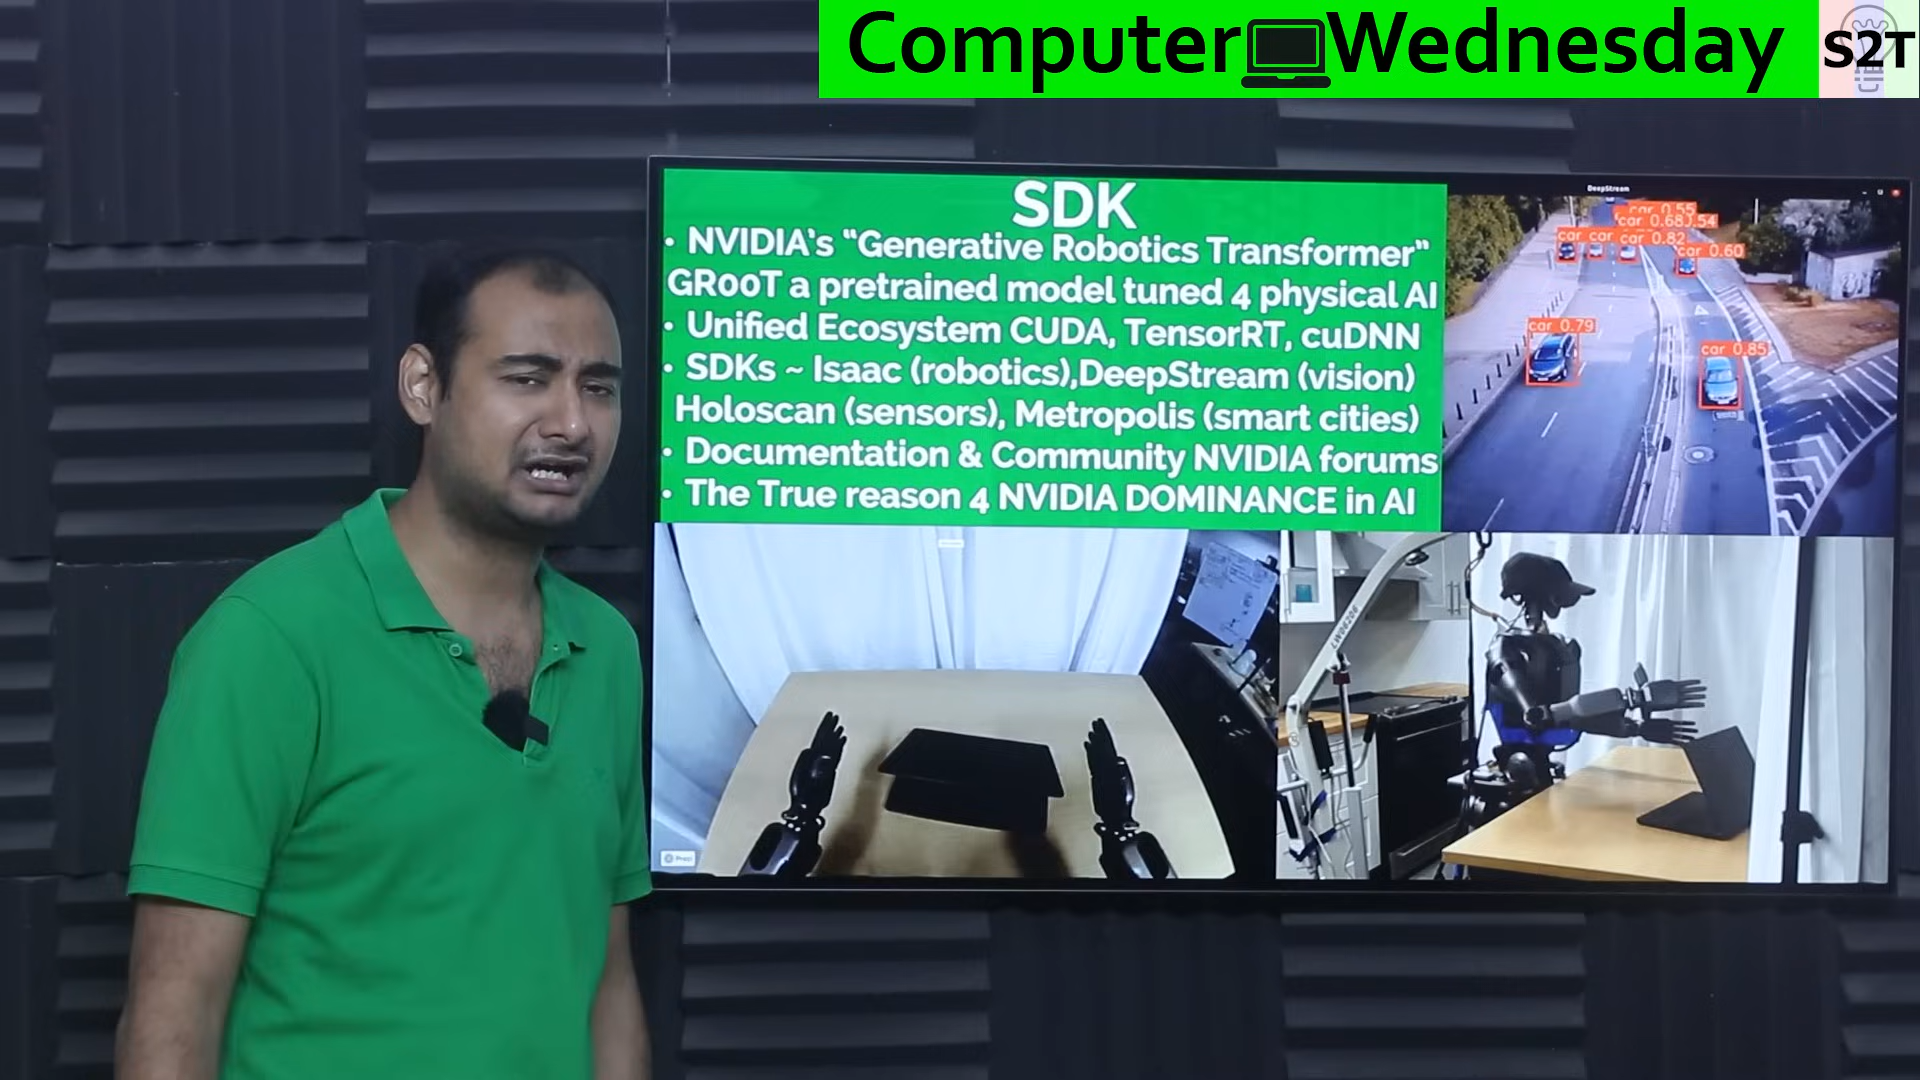 Computer Wednesday
S2T
SDK
• NVIDIA's "Generative Robotics Transformer"
GR00T a pretrained model tuned 4 physical AI
• Unified Ecosystem CUDA, TensorRT, cuDNN
• SDKs ~ Isaac (robotics),DeepStream (vision)
Holoscan (sensors), Metropolis (smart cities)
• Documentation & Community NVIDIA forums
• The True reason 4 NVIDIA DOMINANCE in AI
DeepStream
car 0.55
car 0.68
.54
car
car
car 0.82
car 0.60
car 0.79
car 0.85